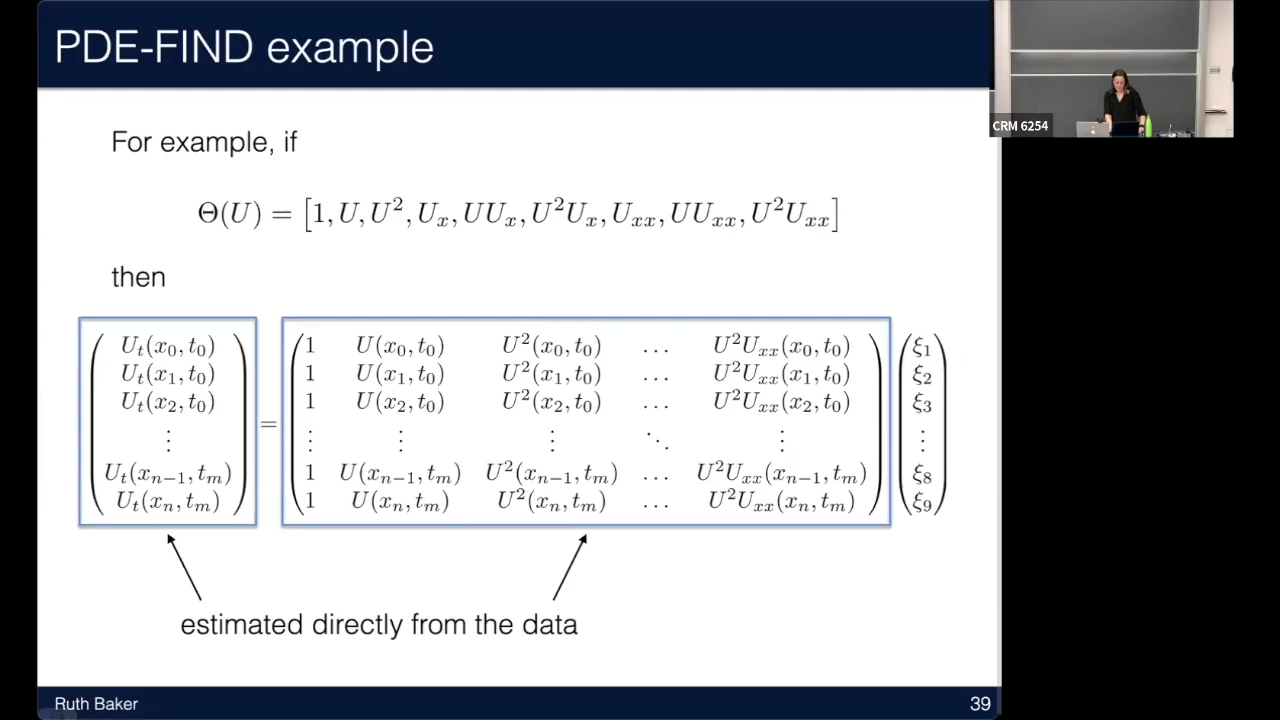 PDE-FIND example
CRM 6254
For example, if
Θ(U) = [1, U, U², Uₓ, UUₓ, U²Uₓ, Uₓₓ, UUₓₓ, U²Uₓₓ]
then
Uₜ(x₀, t₀) 1 U(x₀, t₀) U²(x₀, t₀) … U²Uₓₓ(x₀, t₀) ξ₁
Uₜ(x₁, t₀) 1 U(x₁, t₀) U²(x₁, t₀) … U²Uₓₓ(x₁, t₀) ξ₂
Uₜ(x₂, t₀) 1 U(x₂, t₀) U²(x₂, t₀) … U²Uₓₓ(x₂, t₀) ξ₃
⋮ = ⋮ ⋮ ⋮ ⋱ ⋮ ⋮
Uₜ(xₙ₋₁, tₘ) 1 U(xₙ₋₁, tₘ) U²(xₙ₋₁, tₘ) … U²Uₓₓ(xₙ₋₁, tₘ) ξ₈
Uₜ(xₙ, tₘ) 1 U(xₙ, tₘ) U²(xₙ, tₘ) … U²Uₓₓ(xₙ, tₘ) ξ₉
estimated directly from the data
Ruth Baker 39